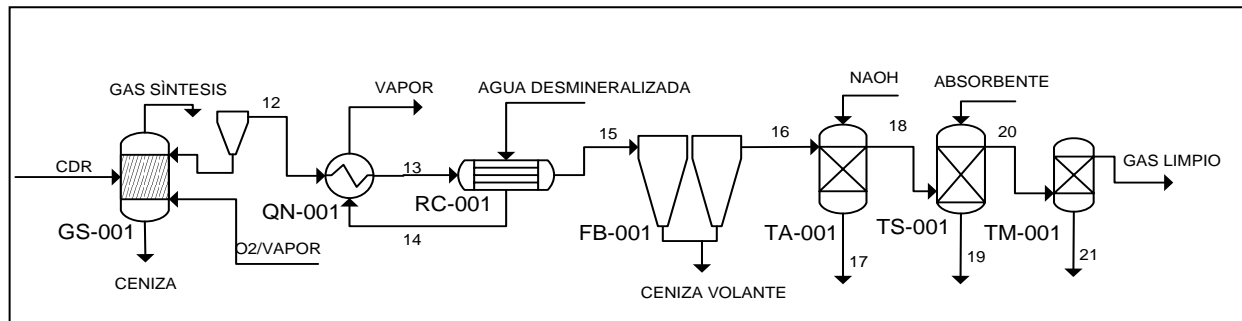 GAS SÌNTESIS
12
VAPOR
AGUA DESMINERALIZADA
NAOH
ABSORBENTE
15
16
18
20
CDR
13
GAS LIMPIO
GS-001
QN-001
RC-001
FB-001
TA-001
TS-001
TM-001
14
O2/VAPOR
17
19
21
CENIZA
CENIZA VOLANTE